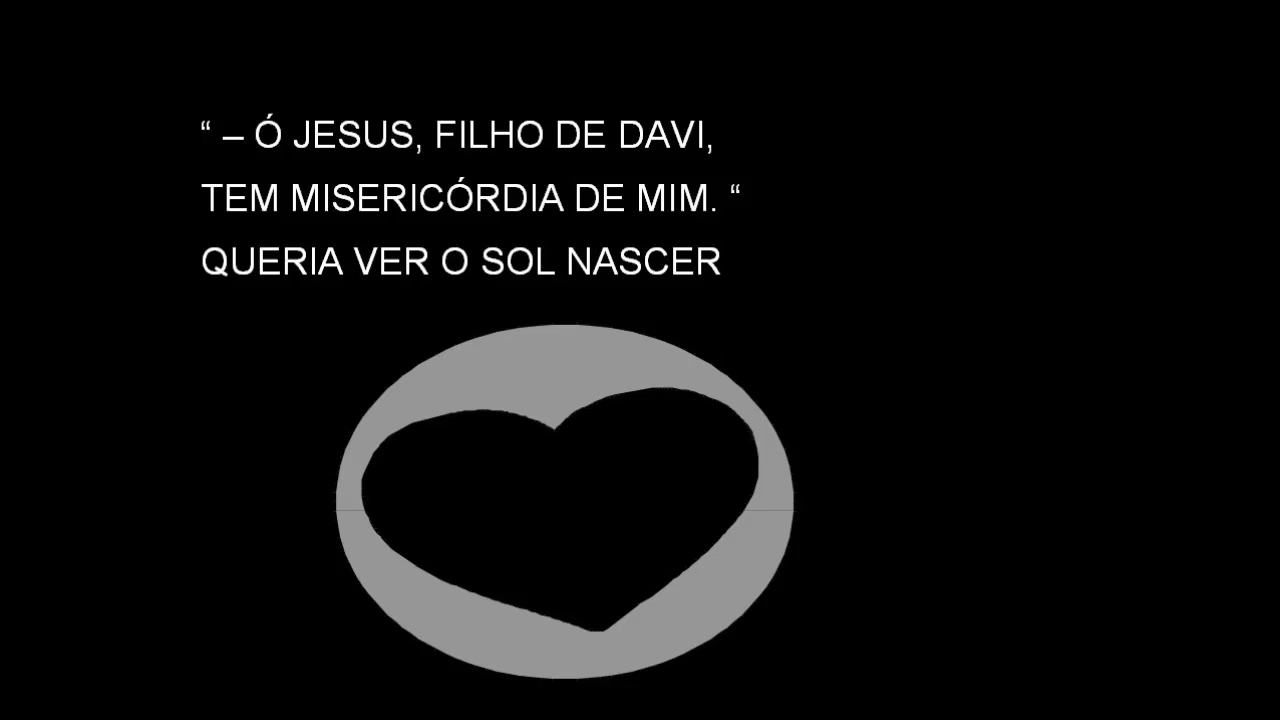 “ – Ó JESUS, FILHO DE DAVI,
TEM MISERICÓRDIA DE MIM. “
QUERIA VER O SOL NASCER